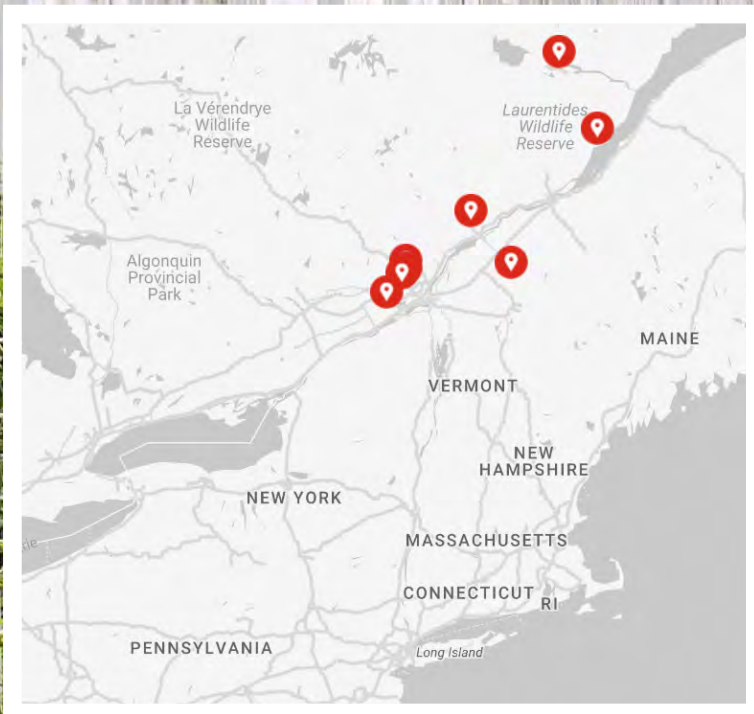 La Vérendrye
Wildlife
Reserve
Laurentides
Wildlife
Reserve
Algonquin
Provincial
Park
MAINE
VERMONT
NEW
HAMPSHIRE
NEW YORK
MASSACHUSETTS
CONNECTICUT
RI
PENNSYLVANIA
Long Island